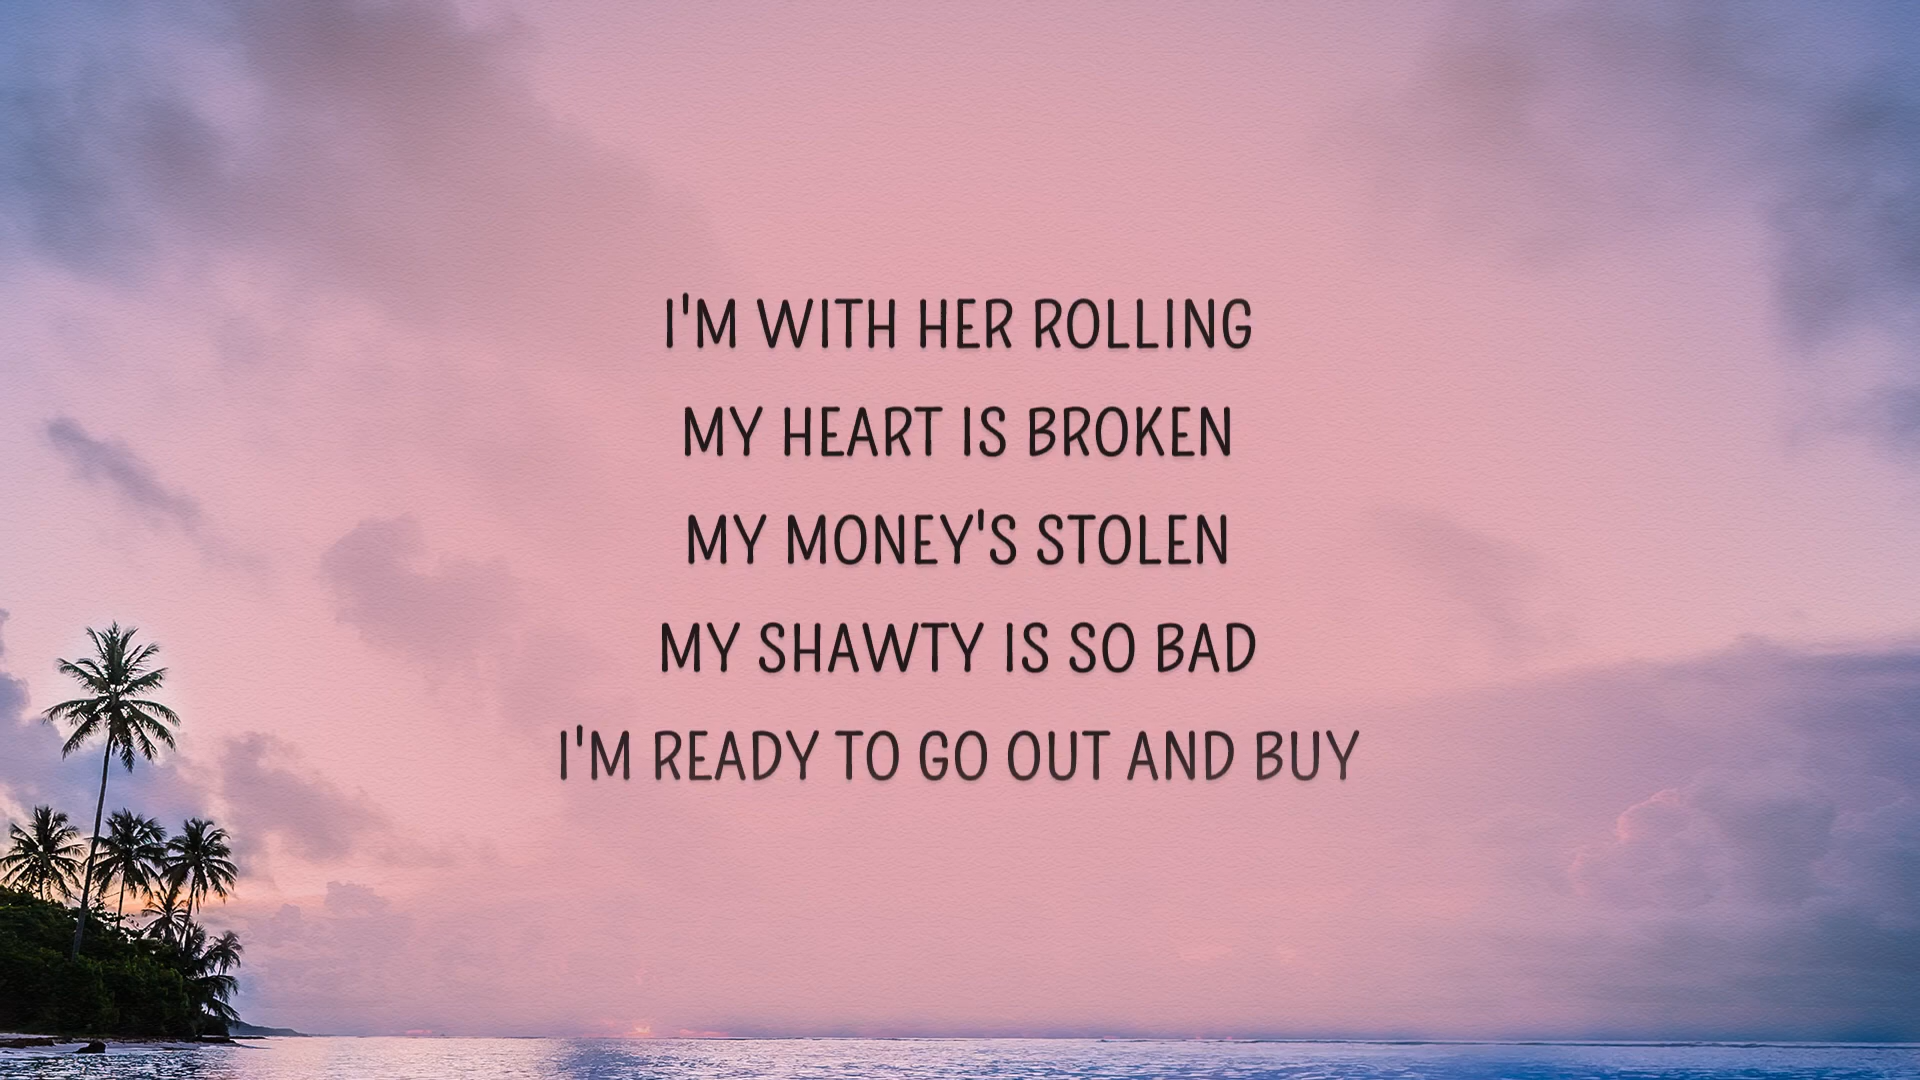 I'M WITH HER ROLLING
MY HEART IS BROKEN
MY MONEY'S STOLEN
MY SHAWTY IS SO BAD
I'M READY TO GO OUT AND BUY